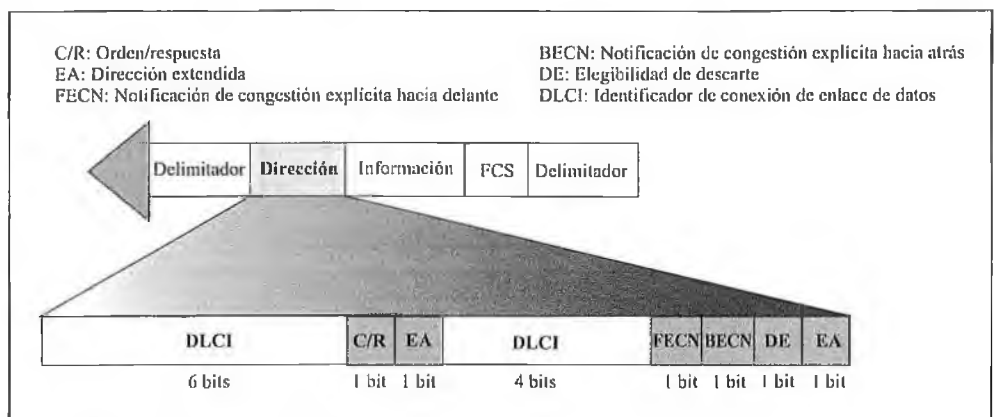 C/R: Orden/respuesta
EA: Dirección extendida
FECN: Notificación de congestión explícita hacia delante
BECN: Notificación de congestión explícita hacia atrás
DE: Elegibilidad de descarte
DLCI: Identificador de conexión de enlace de datos
Delimitador Dirección Información FCS Delimitador
DLCI C/R EA DLCI FECN BECN DE EA
6 bits 1 bit 1 bit 4 bits 1 bit 1 bit 1 bit 1 bit